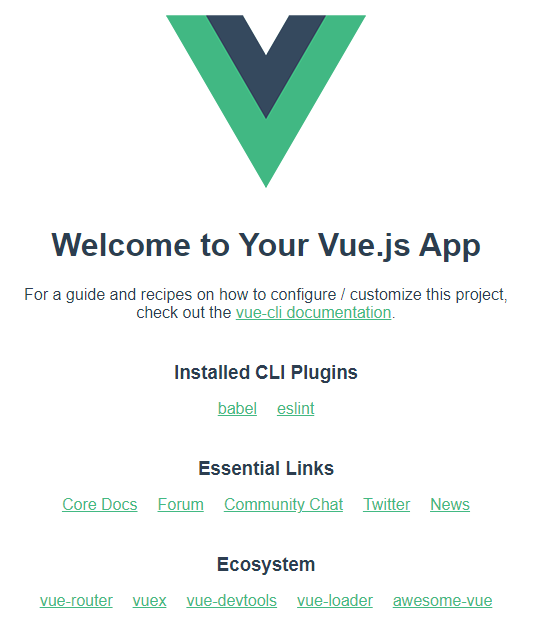 Welcome to Your Vue.js App
For a guide and recipes on how to configure / customize this project,
check out the vue-cli documentation.
Installed CLI Plugins
babel eslint
Essential Links
Core Docs Forum Community Chat Twitter News
Ecosystem
vue-router vuex vue-devtools vue-loader awesome-vue